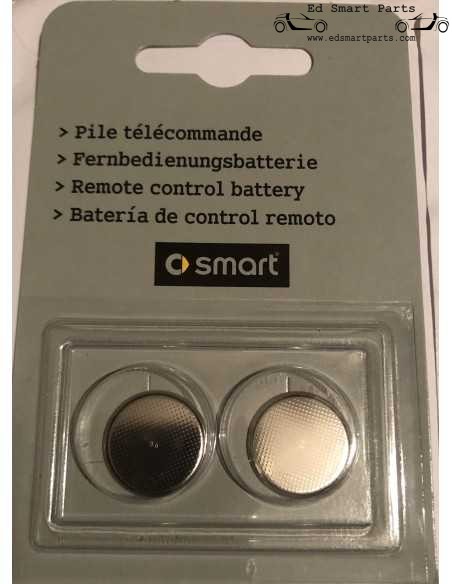 Ed Smart Parts
www.edsmartparts.com
> Pile télécommande
> Fernbedienungsbatterie
> Remote control battery
> Batería de control remoto
smart